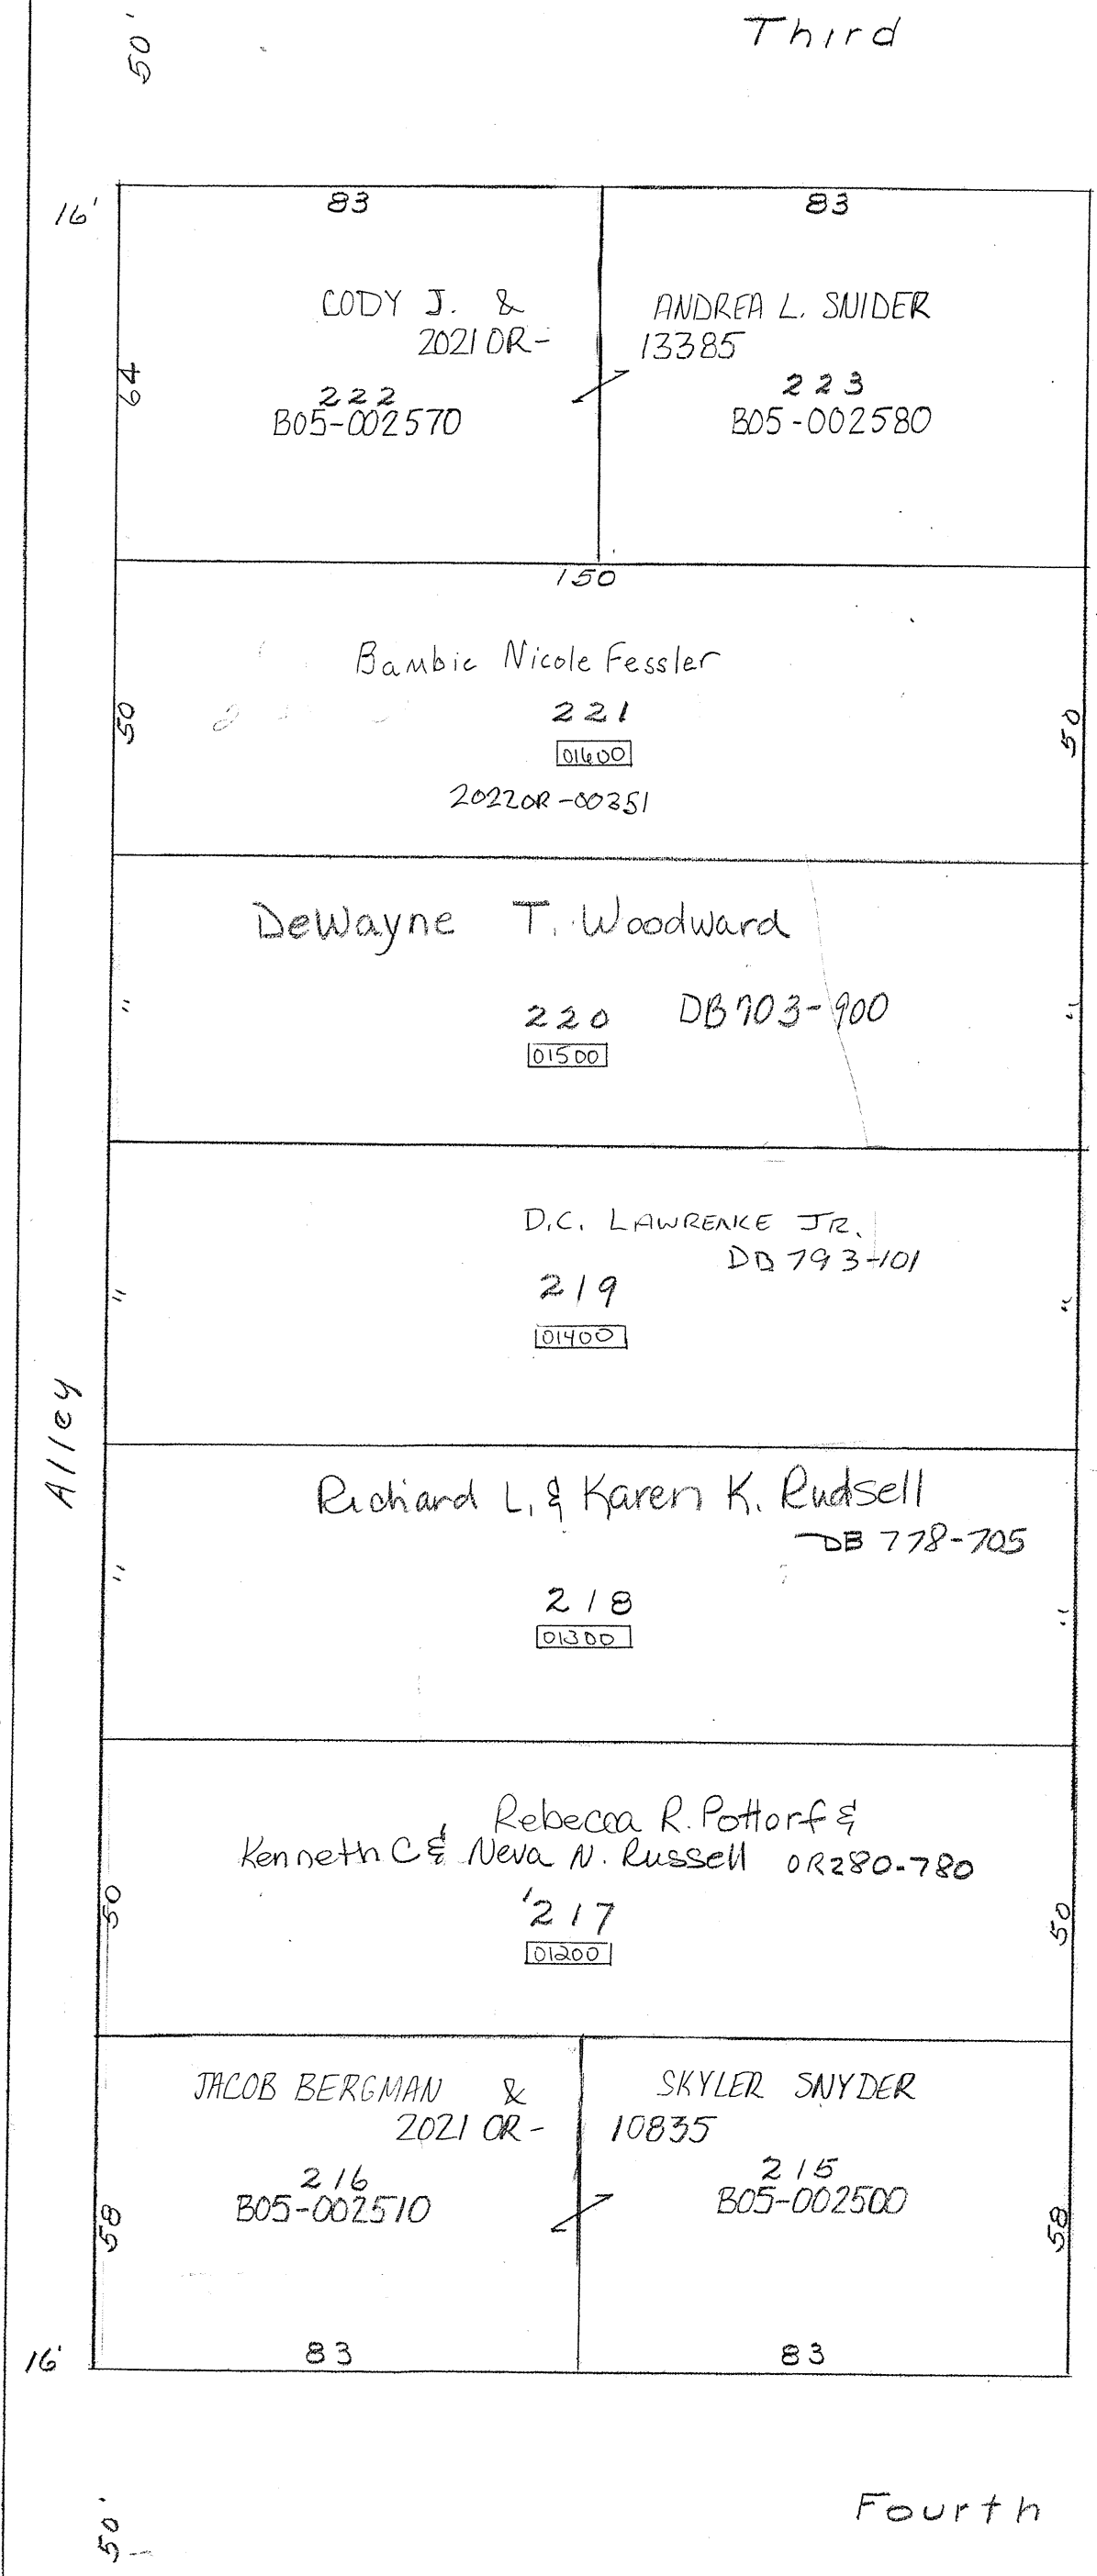 50'
Third
16'
83
83
CODY J. & ANDREA L. SNIDER
2021 OR- 13385
64
222
223
B05-002570
B05-002580
150
Bambie Nicole Fessler
50
221
50
01600
2022OR-00351
DeWayne T. Woodward
" 220 DB 703-900 "
01500
D.C. LAWRENCE JR.
DB 793-101
" 219 "
01400
Alley
Richard L. & Karen K. Rudsell
DB 778-705
" 218 "
01300
Rebecca R. Pottorf &
Kenneth C & Neva N. Russell OR280-780
50
217
50
01200
JACOB BERGMAN & SKYLER SNYDER
2021 OR- 10835
216
215
B05-002510
B05-002500
58
58
83
83
16'
Fourth
50'